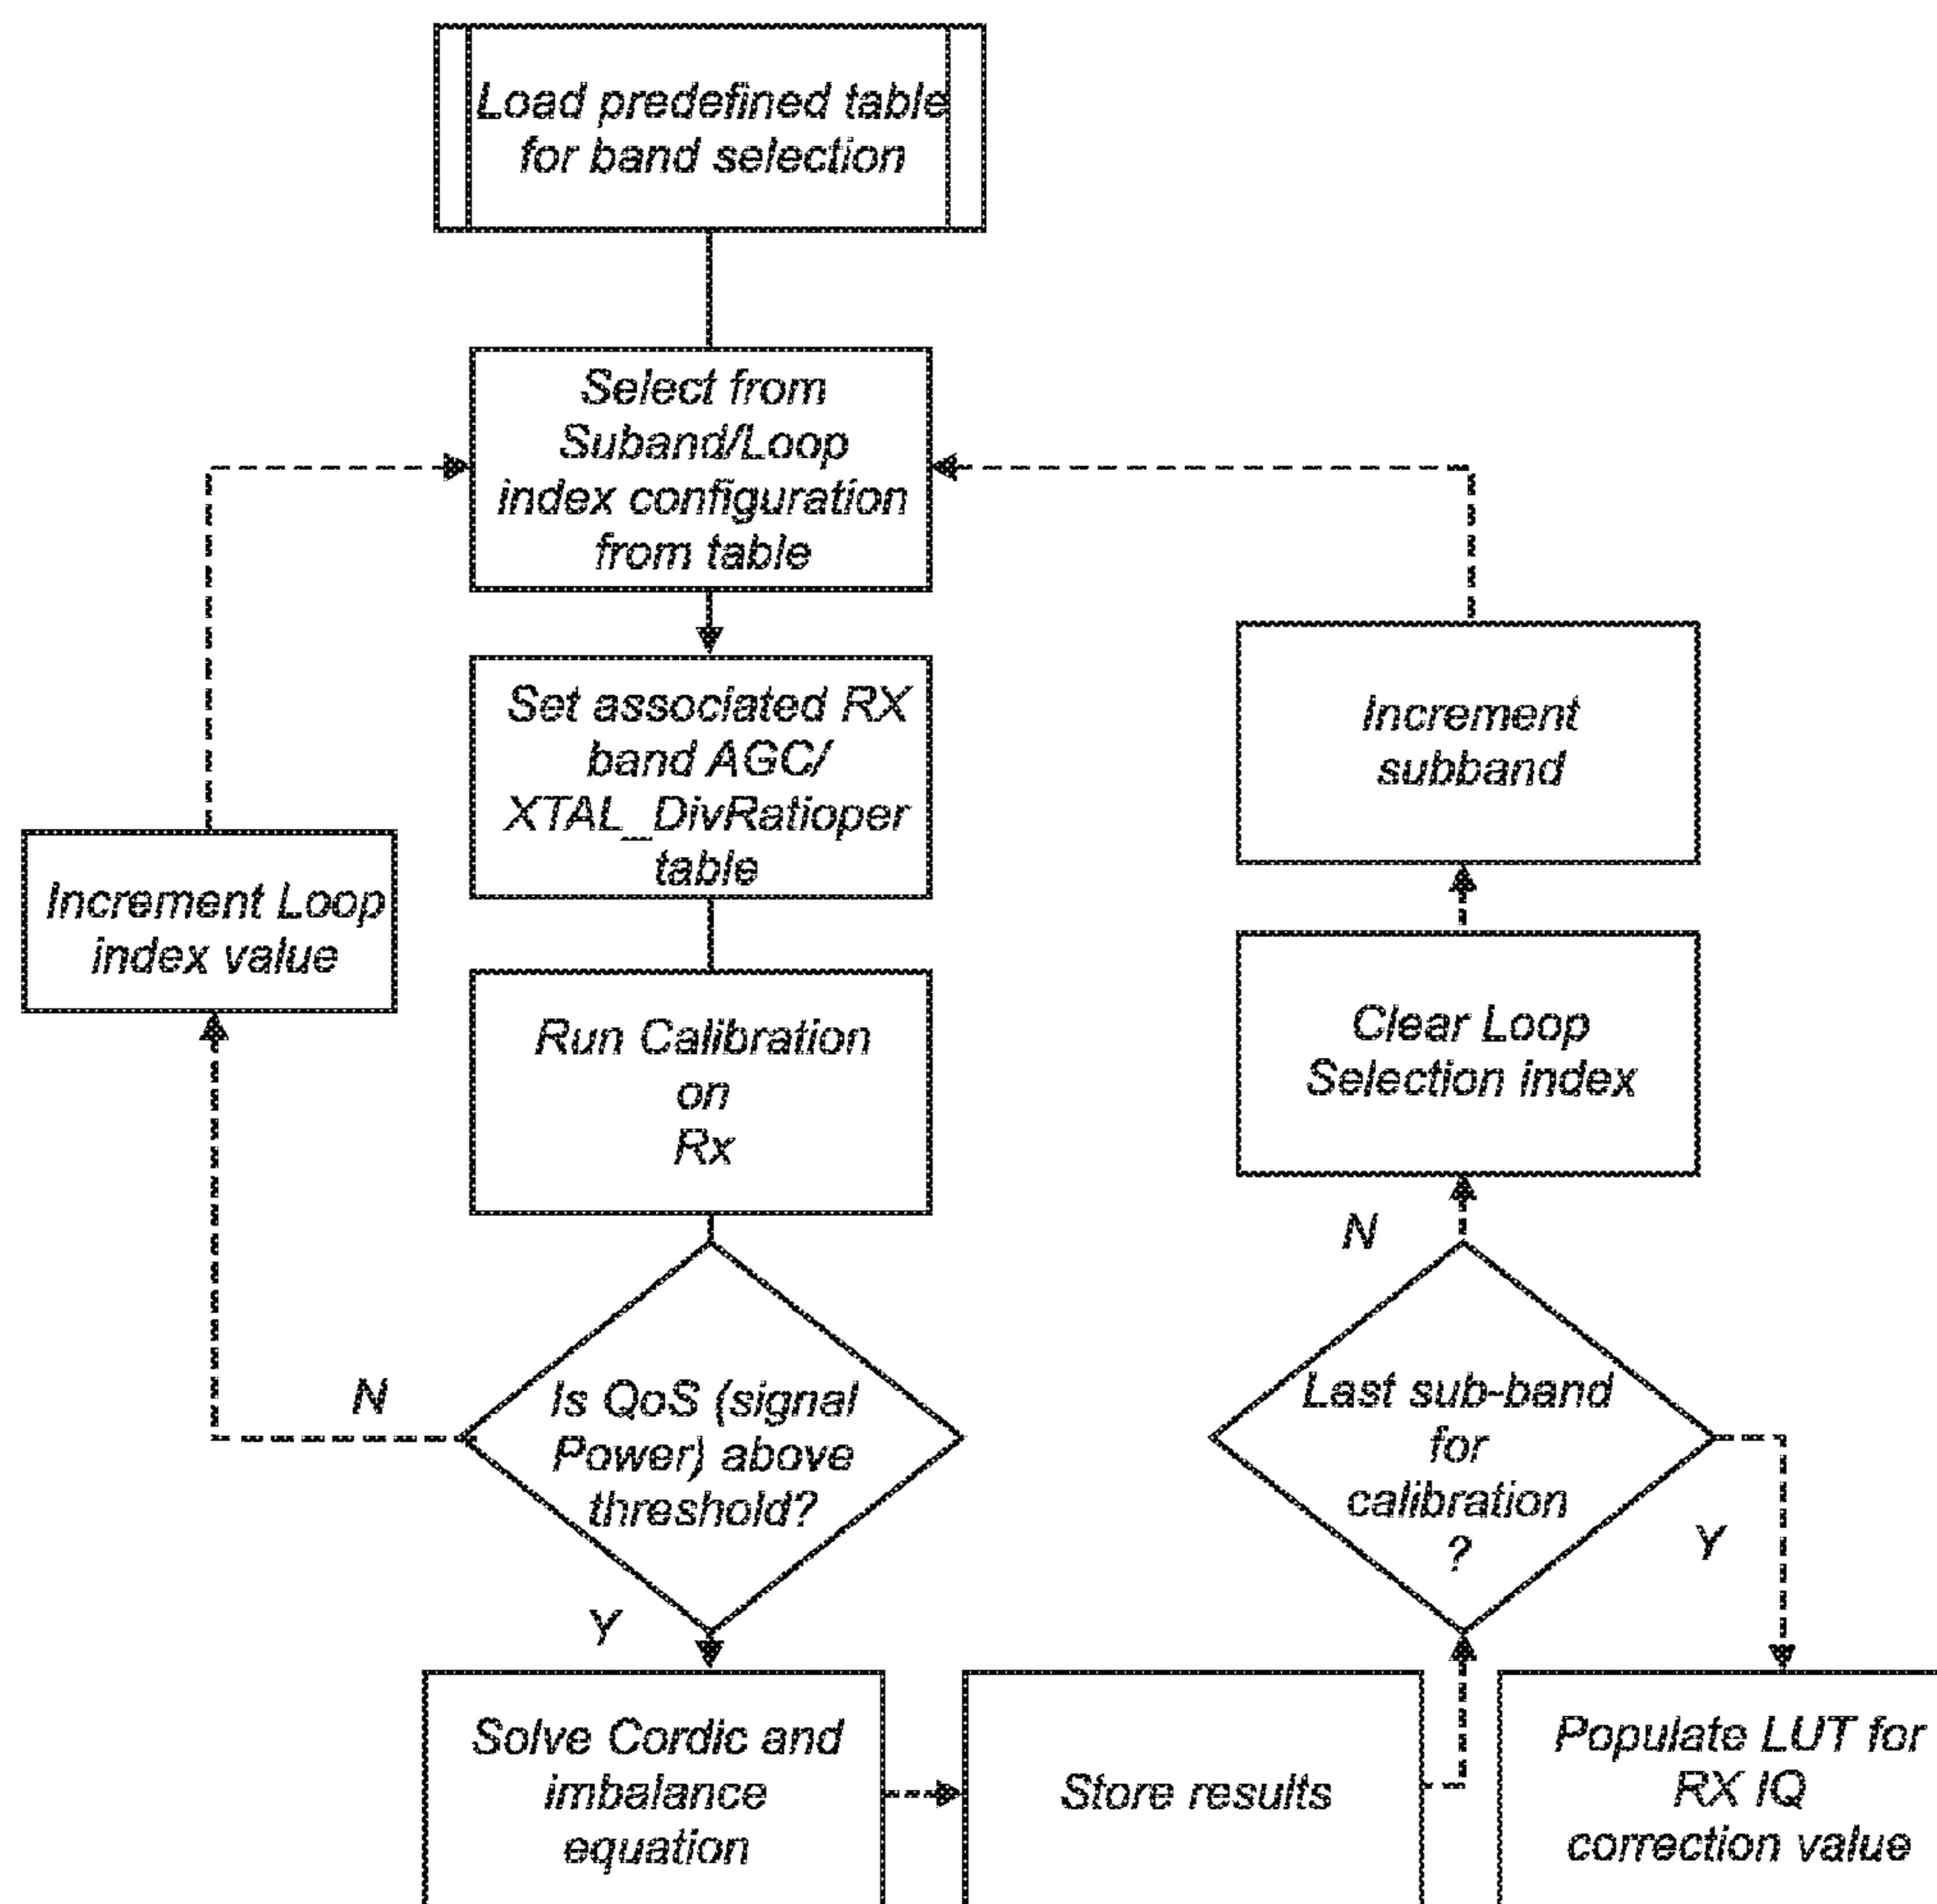 Load predefined table
for band selection
Select from
Suband/Loop
index configuration
from table
Set associated RX
band AGC/
XTAL_DivRatioper
table
Run Calibration
on
Rx
Increment Loop
index value
N
Is QoS (signal
Power) above
threshold?
Y
Solve Cordic and
imbalance
equation
Store results
Last sub-band
for
calibration
?
N
Clear Loop
Selection index
Increment
subband
Y
Populate LUT for
RX IQ
correction value